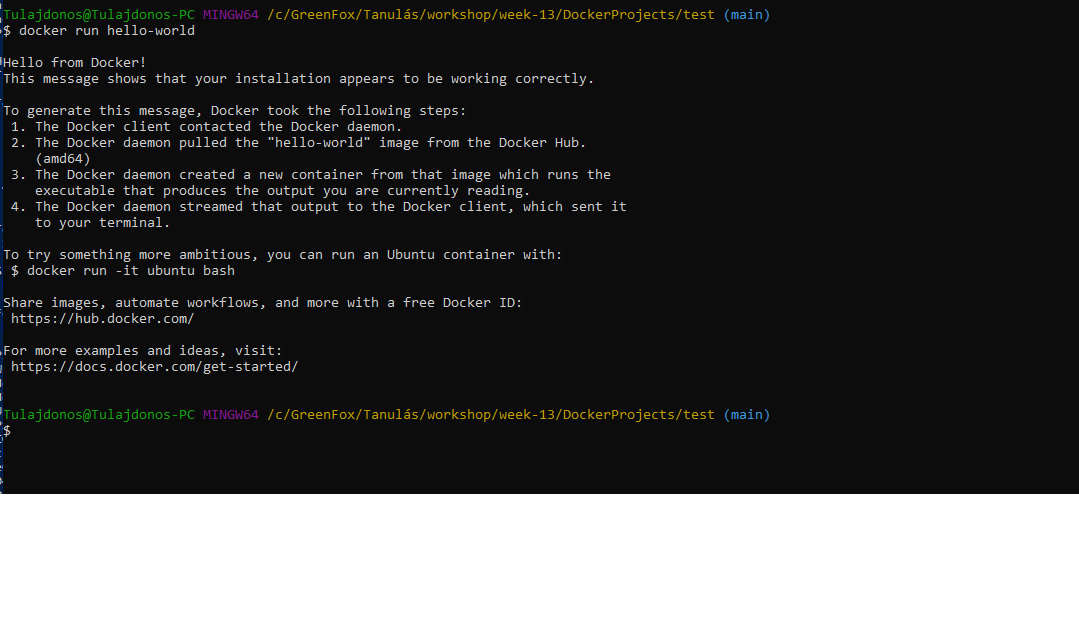 Tulajdonos@Tulajdonos-PC MINGW64 /c/GreenFox/Tanulás/workshop/week-13/DockerProjects/test (main)
$ docker run hello-world
Hello from Docker!
This message shows that your installation appears to be working correctly.
To generate this message, Docker took the following steps:
1. The Docker client contacted the Docker daemon.
2. The Docker daemon pulled the "hello-world" image from the Docker Hub.
(amd64)
3. The Docker daemon created a new container from that image which runs the
executable that produces the output you are currently reading.
4. The Docker daemon streamed that output to the Docker client, which sent it
to your terminal.
To try something more ambitious, you can run an Ubuntu container with:
$ docker run -it ubuntu bash
Share images, automate workflows, and more with a free Docker ID:
https://hub.docker.com/
For more examples and ideas, visit:
https://docs.docker.com/get-started/
Tulajdonos@Tulajdonos-PC MINGW64 /c/GreenFox/Tanulás/workshop/week-13/DockerProjects/test (main)
$